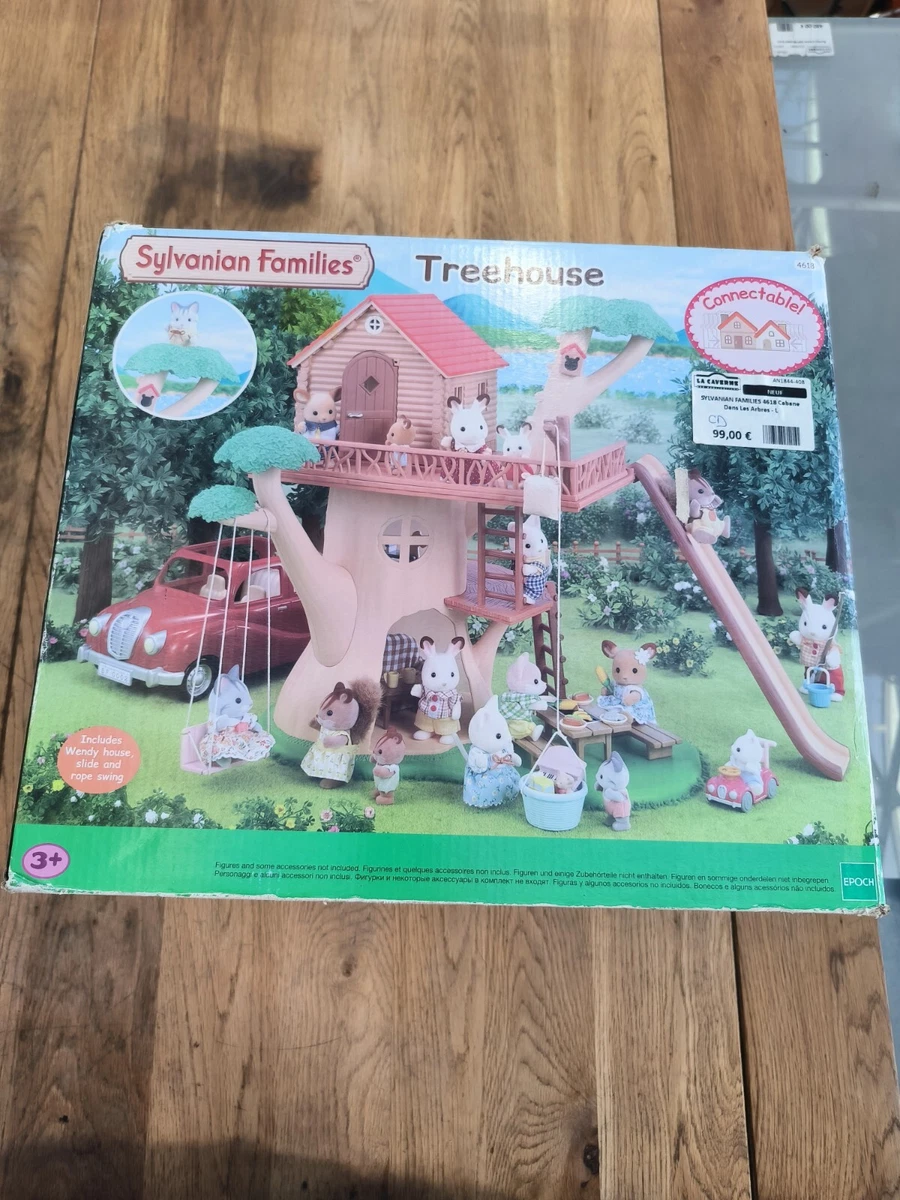 Sylvanian Families®
Treehouse
4618
Connectable!
LA CAVERNE
AN1844-458
NEUF
SYLVANIAN FAMILIES 4618 Cabane
Dans Les Arbres - L
99,00 €
Includes
Wendy house,
slide and
rope swing
3+
Figures and some accessories not included. Figurines et quelques accessoires non inclus. Figuren und einige Zubehörteile nicht enthalten. Figuren en sommige onderdelen niet inbegrepen.
Personaggi e alcuni accessori non inclusi. Фигурки и некоторые аксессуары в комплект не входят. Figuras y algunos accesorios no incluidos. Bonecos e alguns acessórios não incluídos.
EPOCH